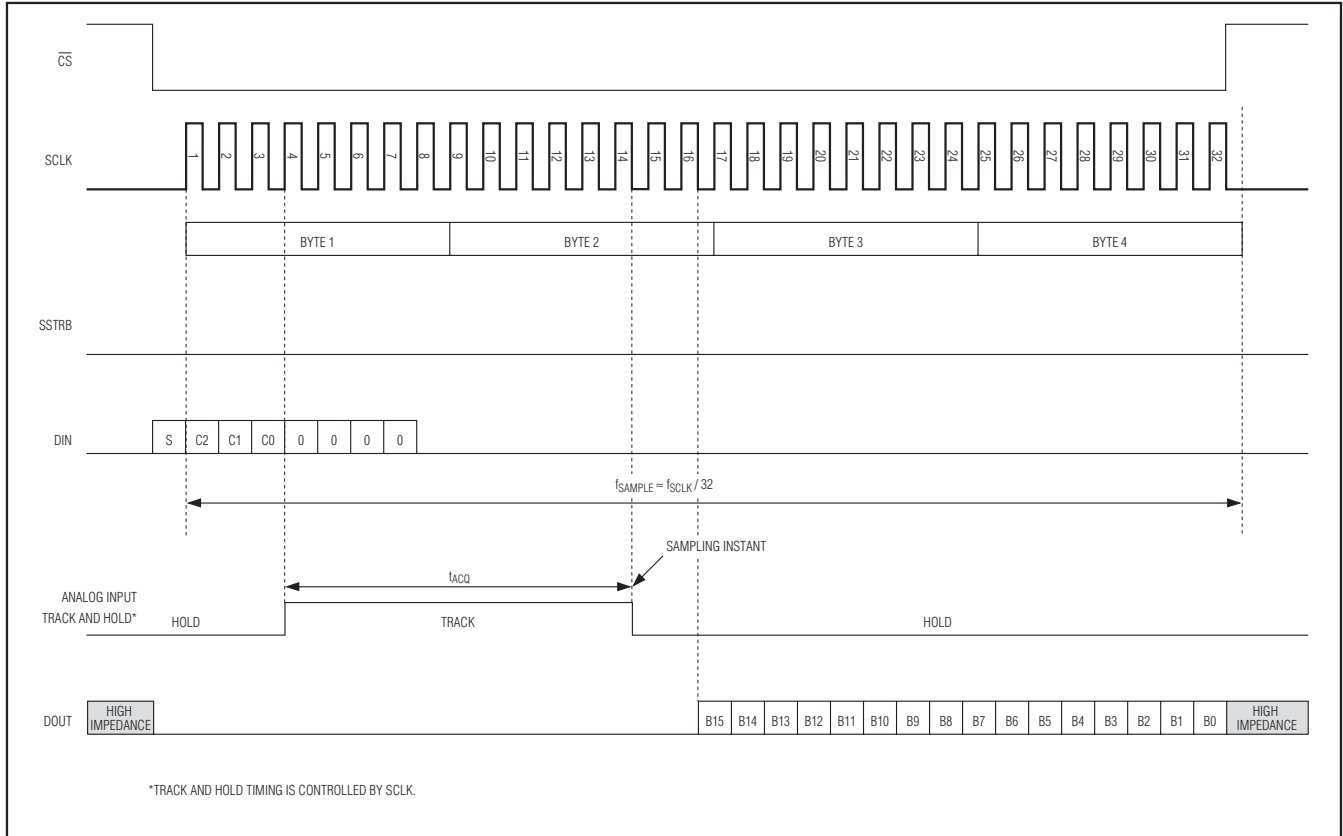 CS
SCLK
1 2 3 4 5 6 7 8 9 10 11 12 13 14 15 16 17 18 19 20 21 22 23 24 25 26 27 28 29 30 31 32
BYTE 1 BYTE 2 BYTE 3 BYTE 4
SSTRB
DIN S C2 C1 C0 0 0 0 0
fSAMPLE = fSCLK / 32
SAMPLING INSTANT
tACQ
ANALOG INPUT
TRACK AND HOLD*
HOLD TRACK HOLD
DOUT
HIGH
IMPEDANCE
B15 B14 B13 B12 B11 B10 B9 B8 B7 B6 B5 B4 B3 B2 B1 B0
HIGH
IMPEDANCE
*TRACK AND HOLD TIMING IS CONTROLLED BY SCLK.